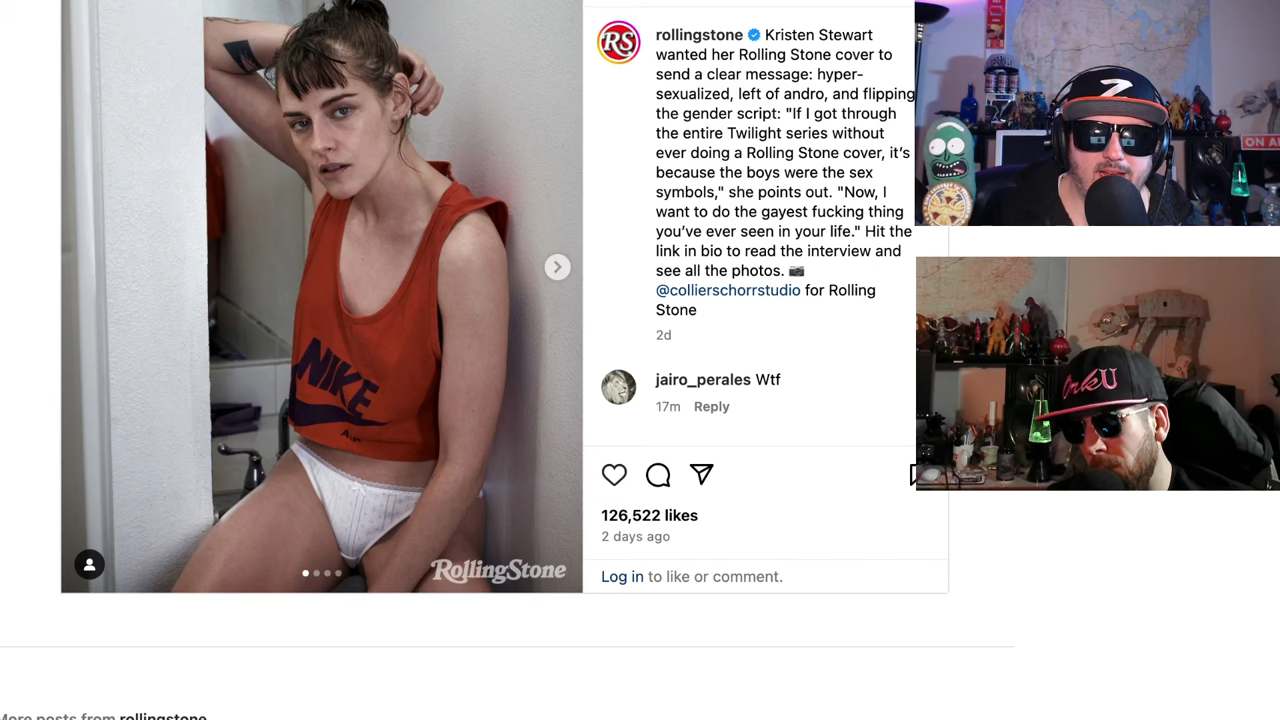 rollingstone Kristen Stewart
wanted her Rolling Stone cover to
send a clear message: hyper-
sexualized, left of andro, and flipping
the gender script: "If I got through
the entire Twilight series without
ever doing a Rolling Stone cover, it's
because the boys were the sex
symbols," she points out. "Now, I
want to do the gayest fucking thing
you've ever seen in your life." Hit the
link in bio to read the interview and
see all the photos. 📷
@collierschorrstudio for Rolling
Stone
2d
jairo_perales Wtf
17m Reply
126,522 likes
2 days ago
Log in to like or comment.
More posts from rollingstone
RS
NIKE
Air
RollingStone
ON A